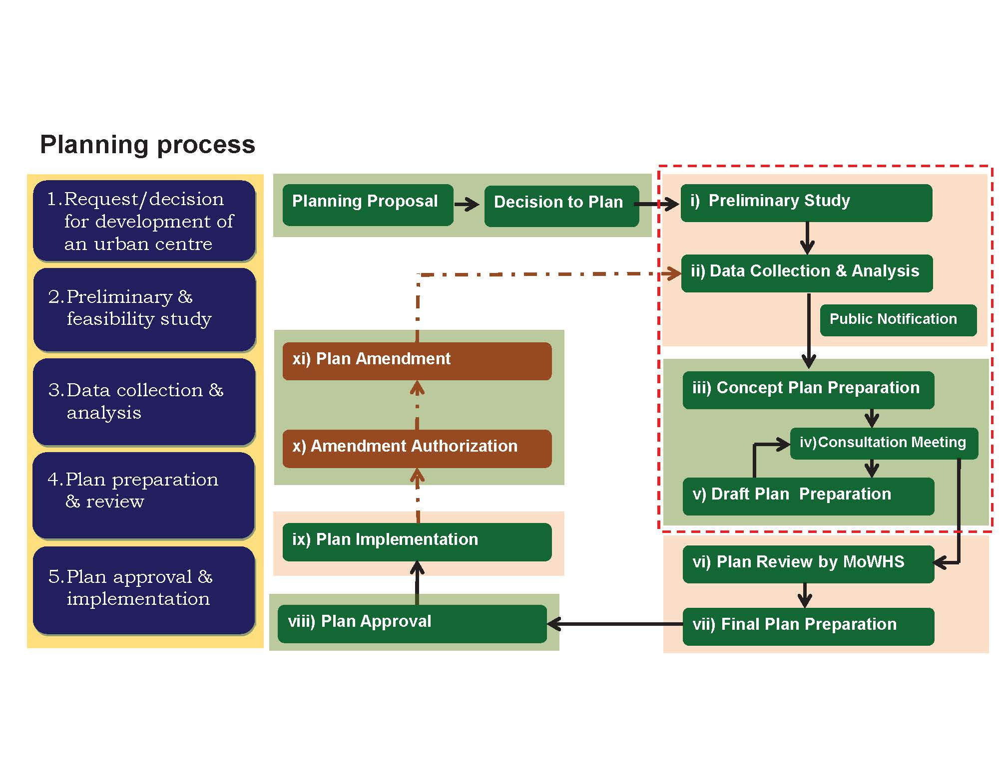 Planning process
1. Request/decision
for development of
an urban centre
2. Preliminary &
feasibility study
3. Data collection &
analysis
4. Plan preparation
& review
5. Plan approval &
implementation
Planning Proposal
Decision to Plan
i) Preliminary Study
ii) Data Collection & Analysis
Public Notification
iii) Concept Plan Preparation
iv) Consultation Meeting
v) Draft Plan Preparation
vi) Plan Review by MoWHS
vii) Final Plan Preparation
viii) Plan Approval
ix) Plan Implementation
x) Amendment Authorization
xi) Plan Amendment